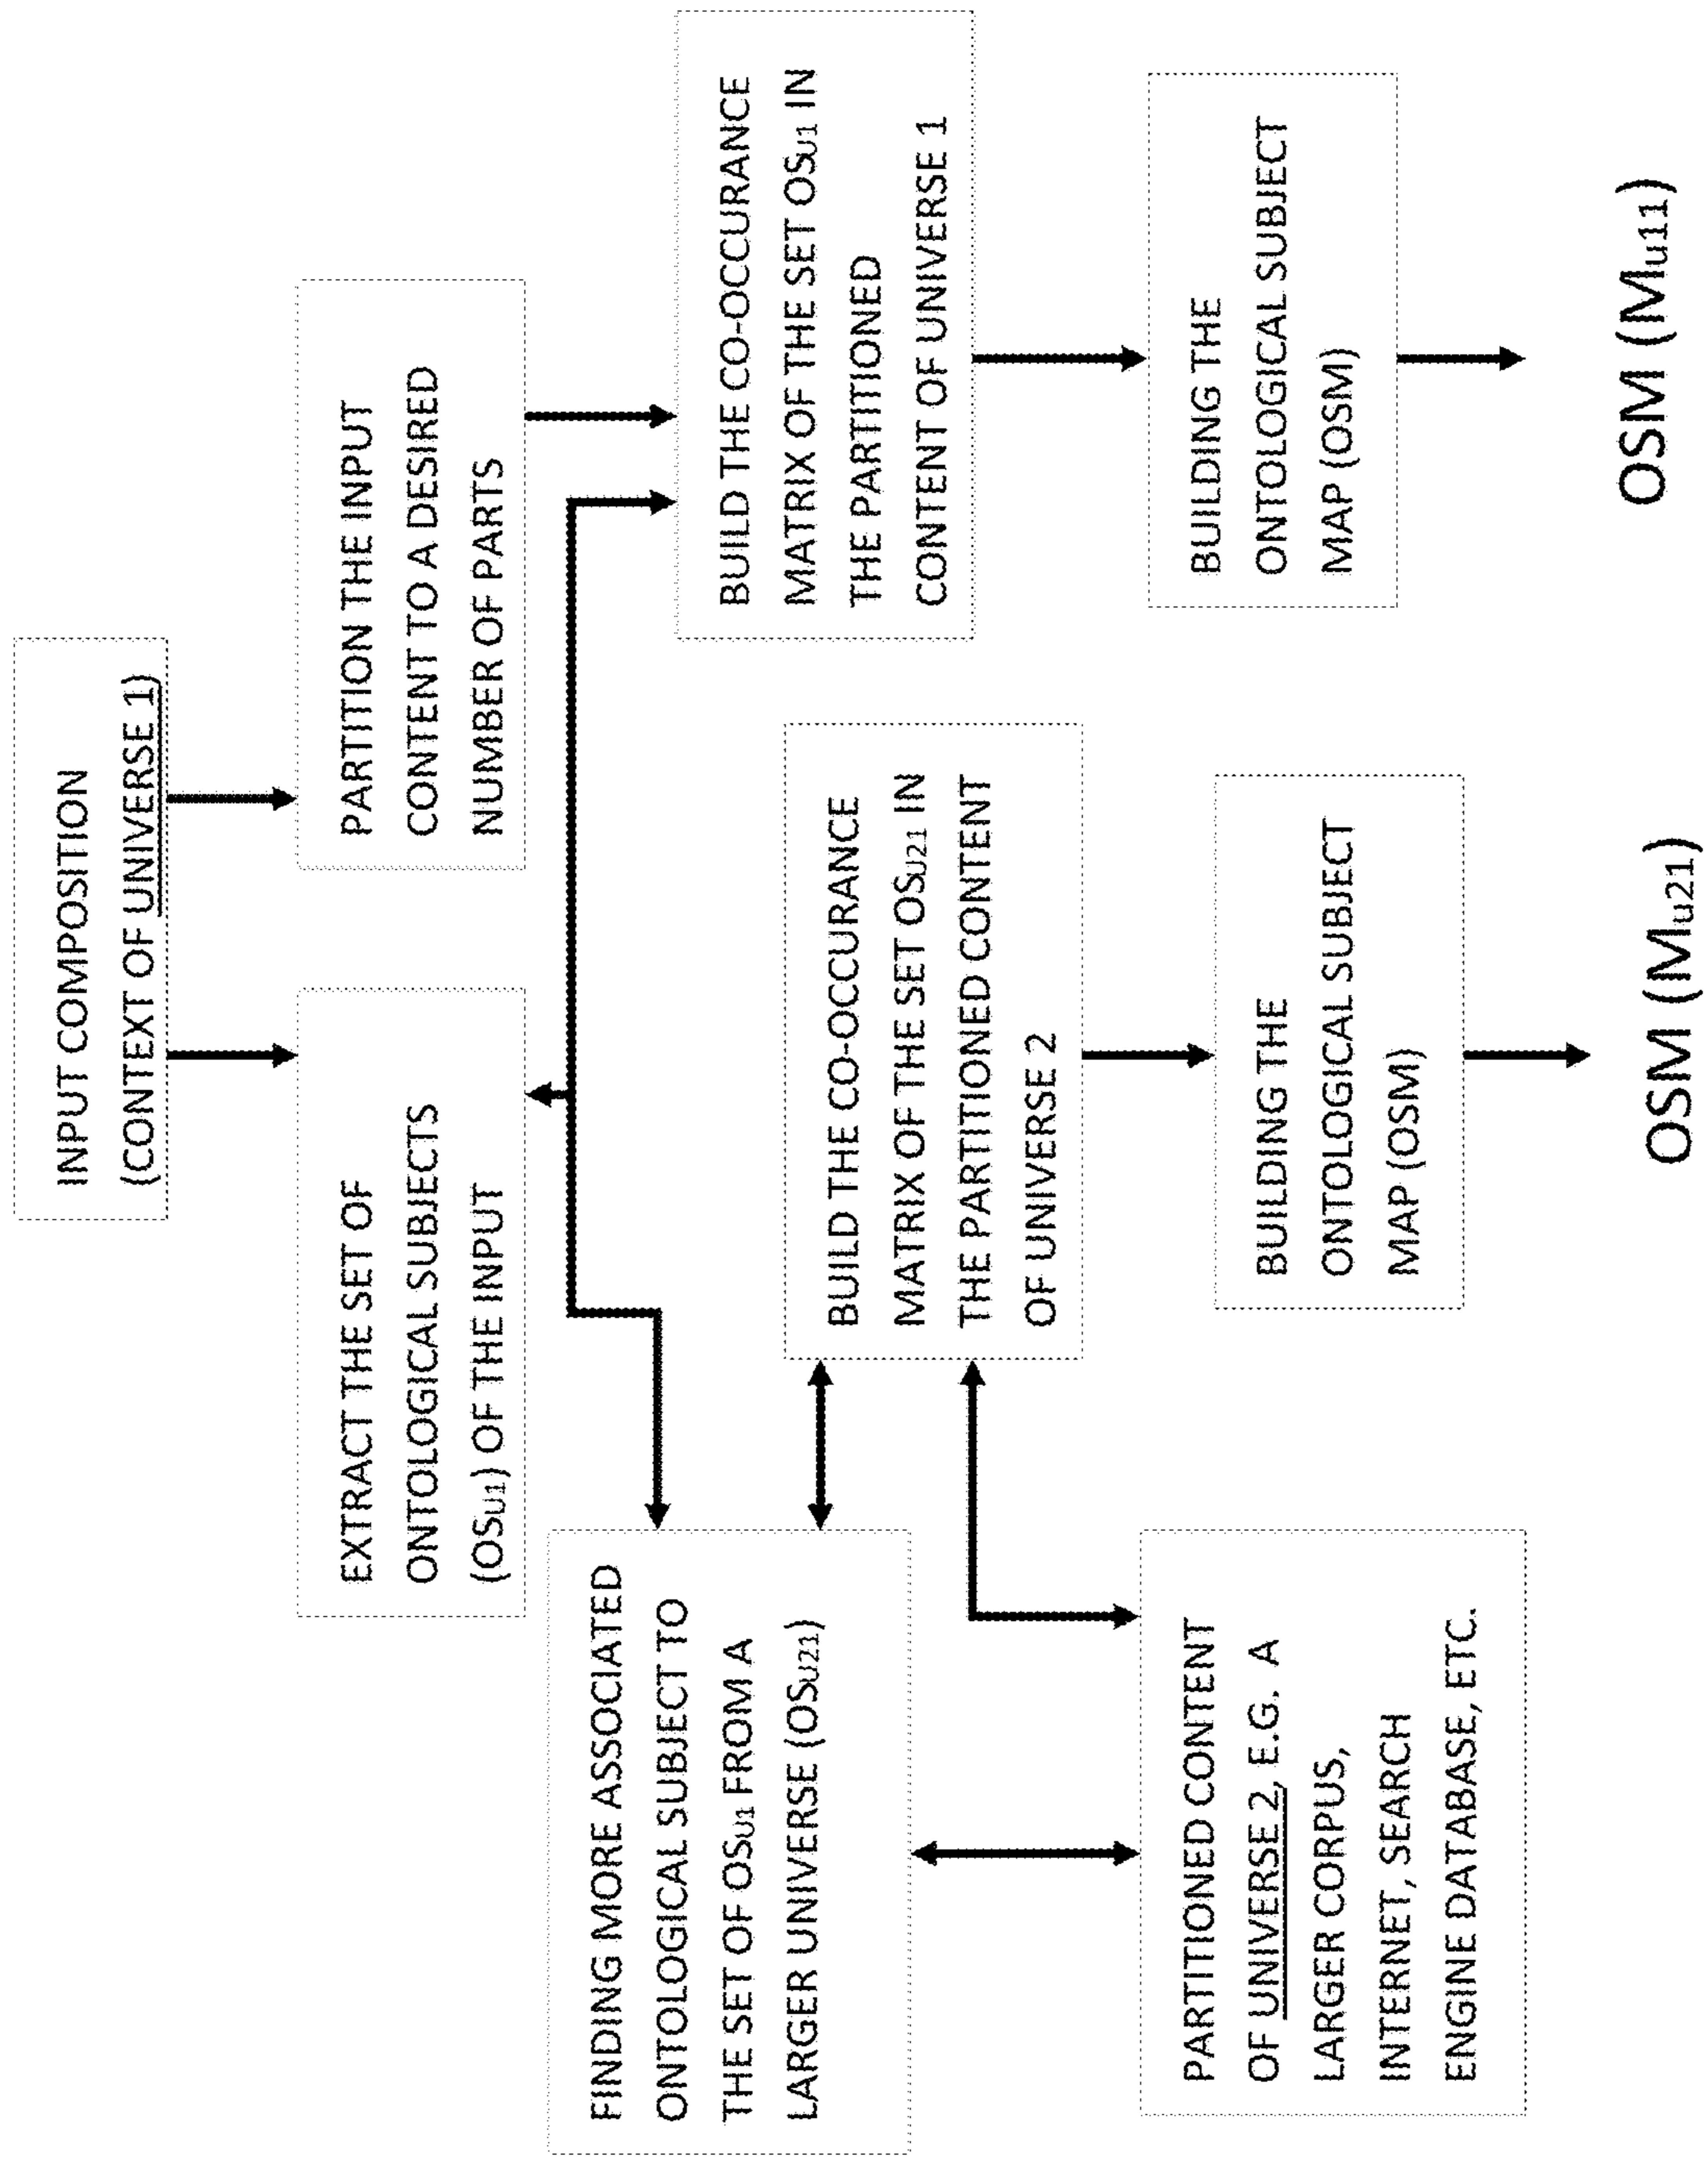 INPUT COMPOSITION
(CONTEXT OF UNIVERSE 1)
EXTRACT THE SET OF
ONTOLOGICAL SUBJECTS
(OSU1) OF THE INPUT
PARTITION THE INPUT
CONTENT TO A DESIRED
NUMBER OF PARTS
FINDING MORE ASSOCIATED
ONTOLOGICAL SUBJECT TO
THE SET OF OSU1 FROM A
LARGER UNIVERSE (OSU21)
BUILD THE CO-OCCURANCE
MATRIX OF THE SET OSU21 IN
THE PARTITIONED CONTENT
OF UNIVERSE 2
BUILD THE CO-OCCURANCE
MATRIX OF THE SET OSU1 IN
THE PARTITIONED
CONTENT OF UNIVERSE 1
PARTITIONED CONTENT
OF UNIVERSE 2, E.G. A
LARGER CORPUS,
INTERNET, SEARCH
ENGINE DATABASE, ETC.
BUILDING THE
ONTOLOGICAL SUBJECT
MAP (OSM)
BUILDING THE
ONTOLOGICAL SUBJECT
MAP (OSM)
OSM (Mu21)
OSM (Mu11)